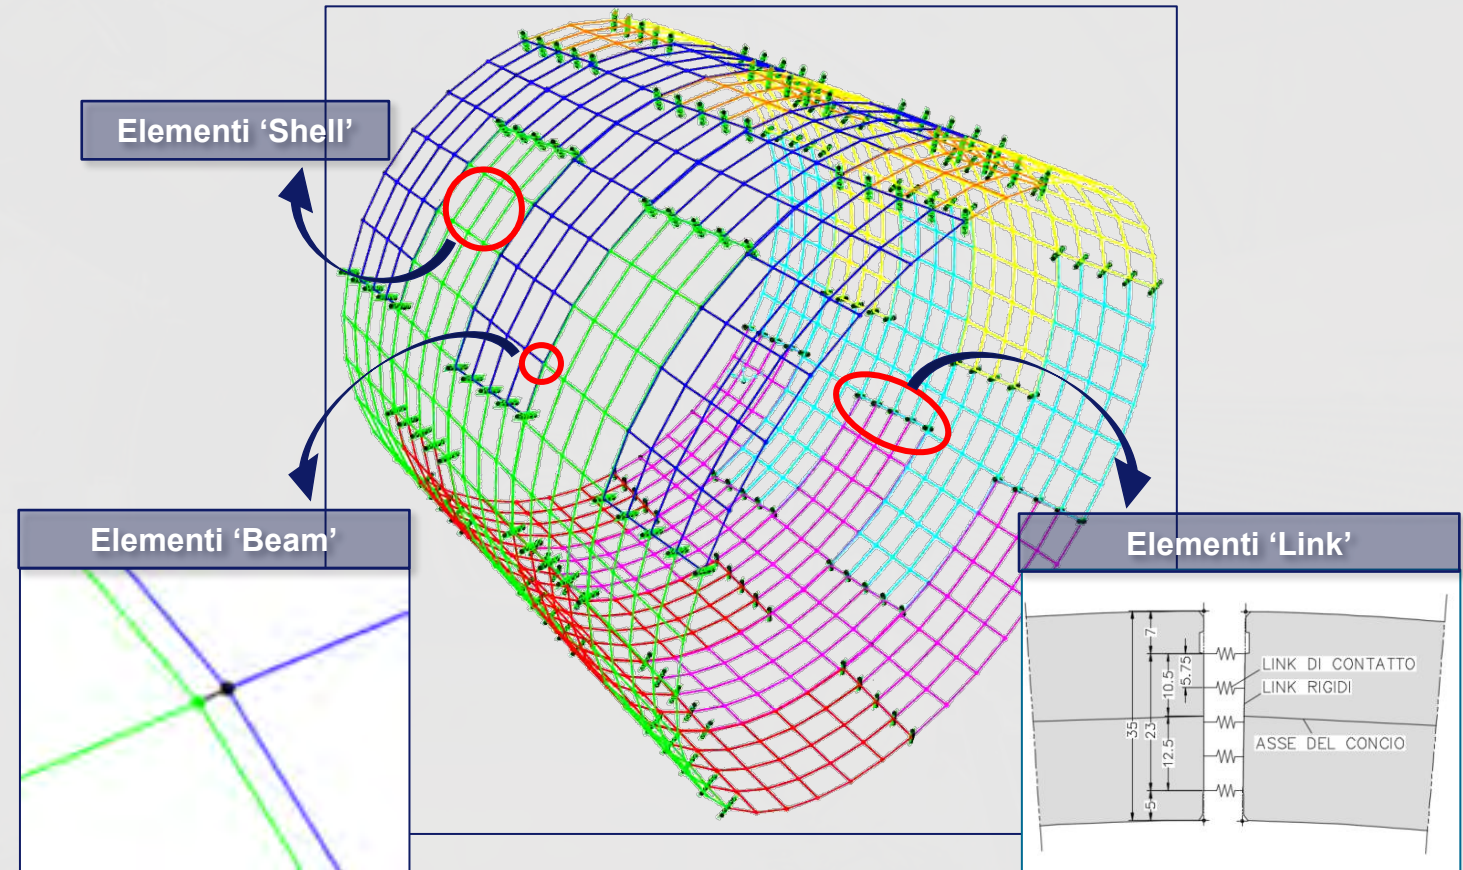 Elementi ‘Shell’
Elementi ‘Beam’
Elementi ‘Link’
7
5.75
10.5
LINK DI CONTATTO
LINK RIGIDI
35
23
12.5
ASSE DEL CONCIO
5